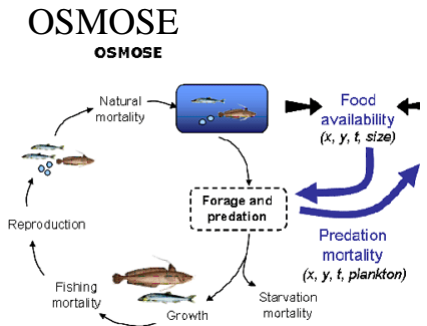 OSMOSE
OSMOSE
Natural
mortality
Food
availability
(x, y, t, size)
Forage and
predation
Reproduction
Predation
mortality
(x, y, t, plankton)
Fishing
mortality
Growth
Starvation
mortality